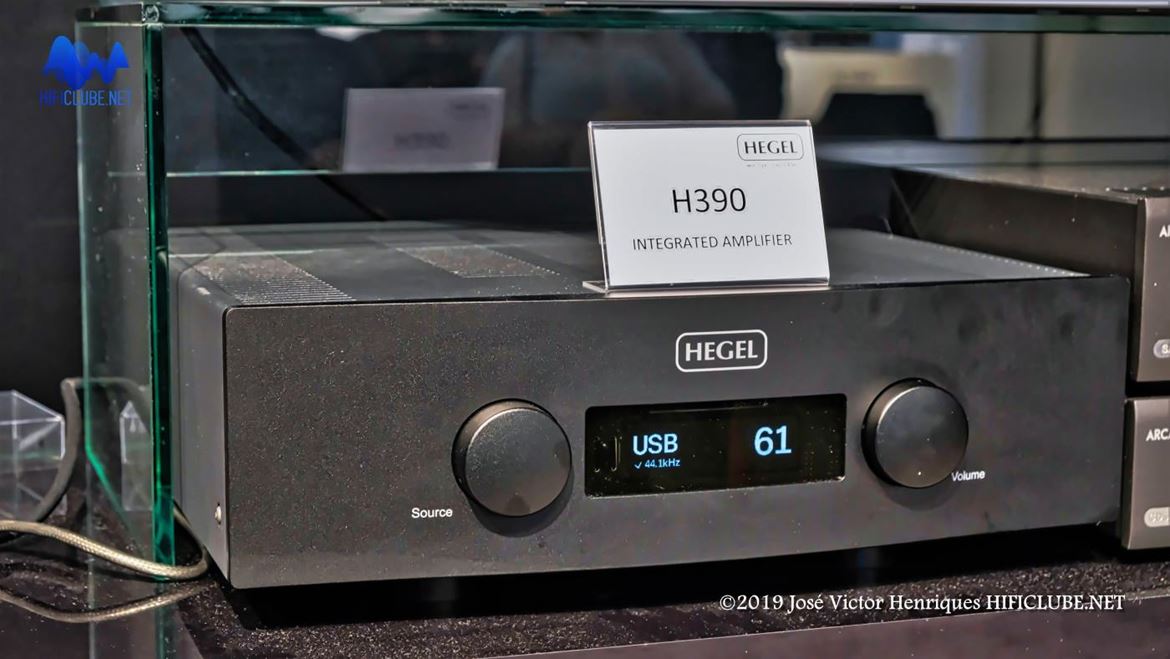 HIFICLUBE.NET
HEGEL
H390
INTEGRATED AMPLIFIER
HEGEL
USB
61
✓ 44.1kHz
Source
Volume
©2019 José Victor Henriques HIFICLUBE.NET